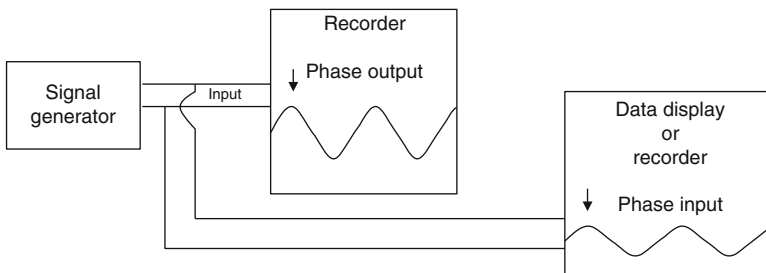 Recorder
Phase output
Signal
generator
Input
Data display
or
recorder
Phase input